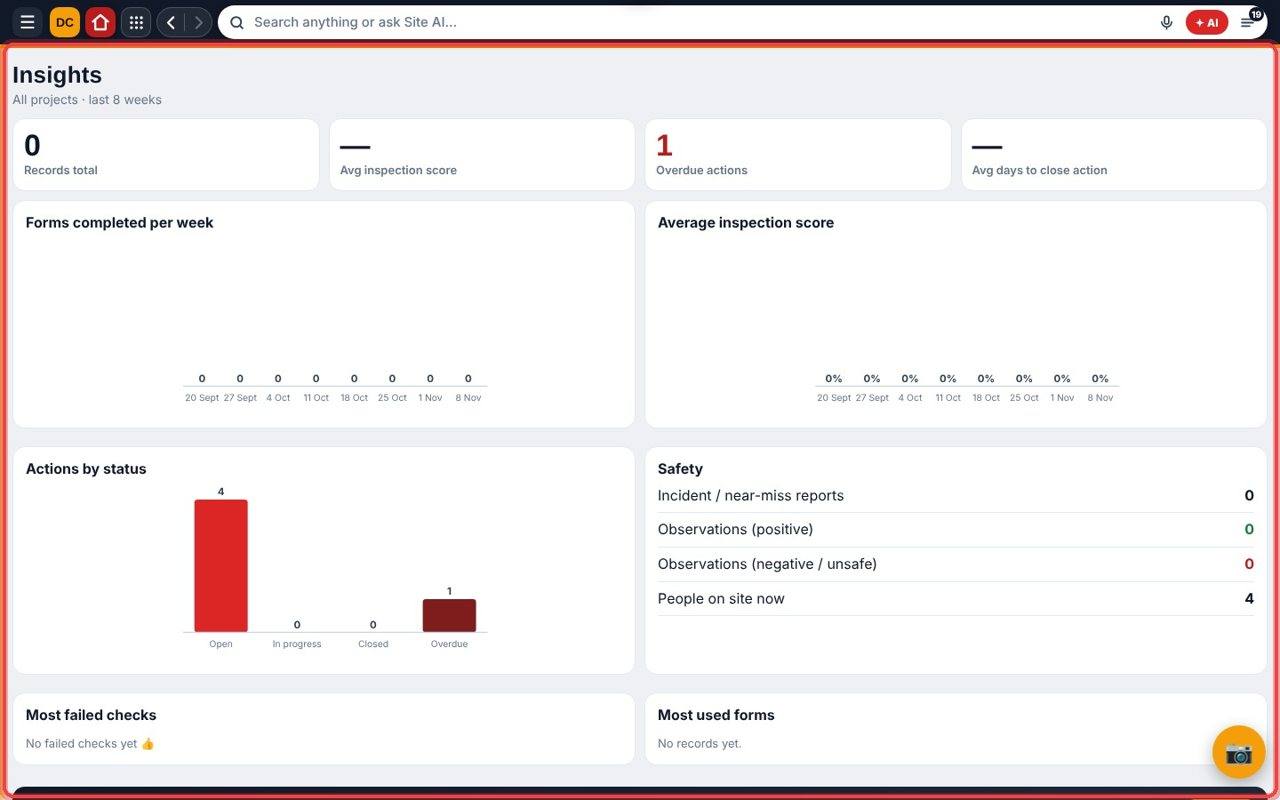 DC
Search anything or ask Site AI...
AI
19
Insights
All projects · last 8 weeks
0
Records total
—
Avg inspection score
1
Overdue actions
—
Avg days to close action
Forms completed per week
0 0 0 0 0 0 0 0
20 Sept 27 Sept 4 Oct 11 Oct 18 Oct 25 Oct 1 Nov 8 Nov
Average inspection score
0% 0% 0% 0% 0% 0% 0% 0%
20 Sept 27 Sept 4 Oct 11 Oct 18 Oct 25 Oct 1 Nov 8 Nov
Actions by status
4
0
0
1
Open In progress Closed Overdue
Safety
Incident / near-miss reports 0
Observations (positive) 0
Observations (negative / unsafe) 0
People on site now 4
Most failed checks
No failed checks yet 👍
Most used forms
No records yet.